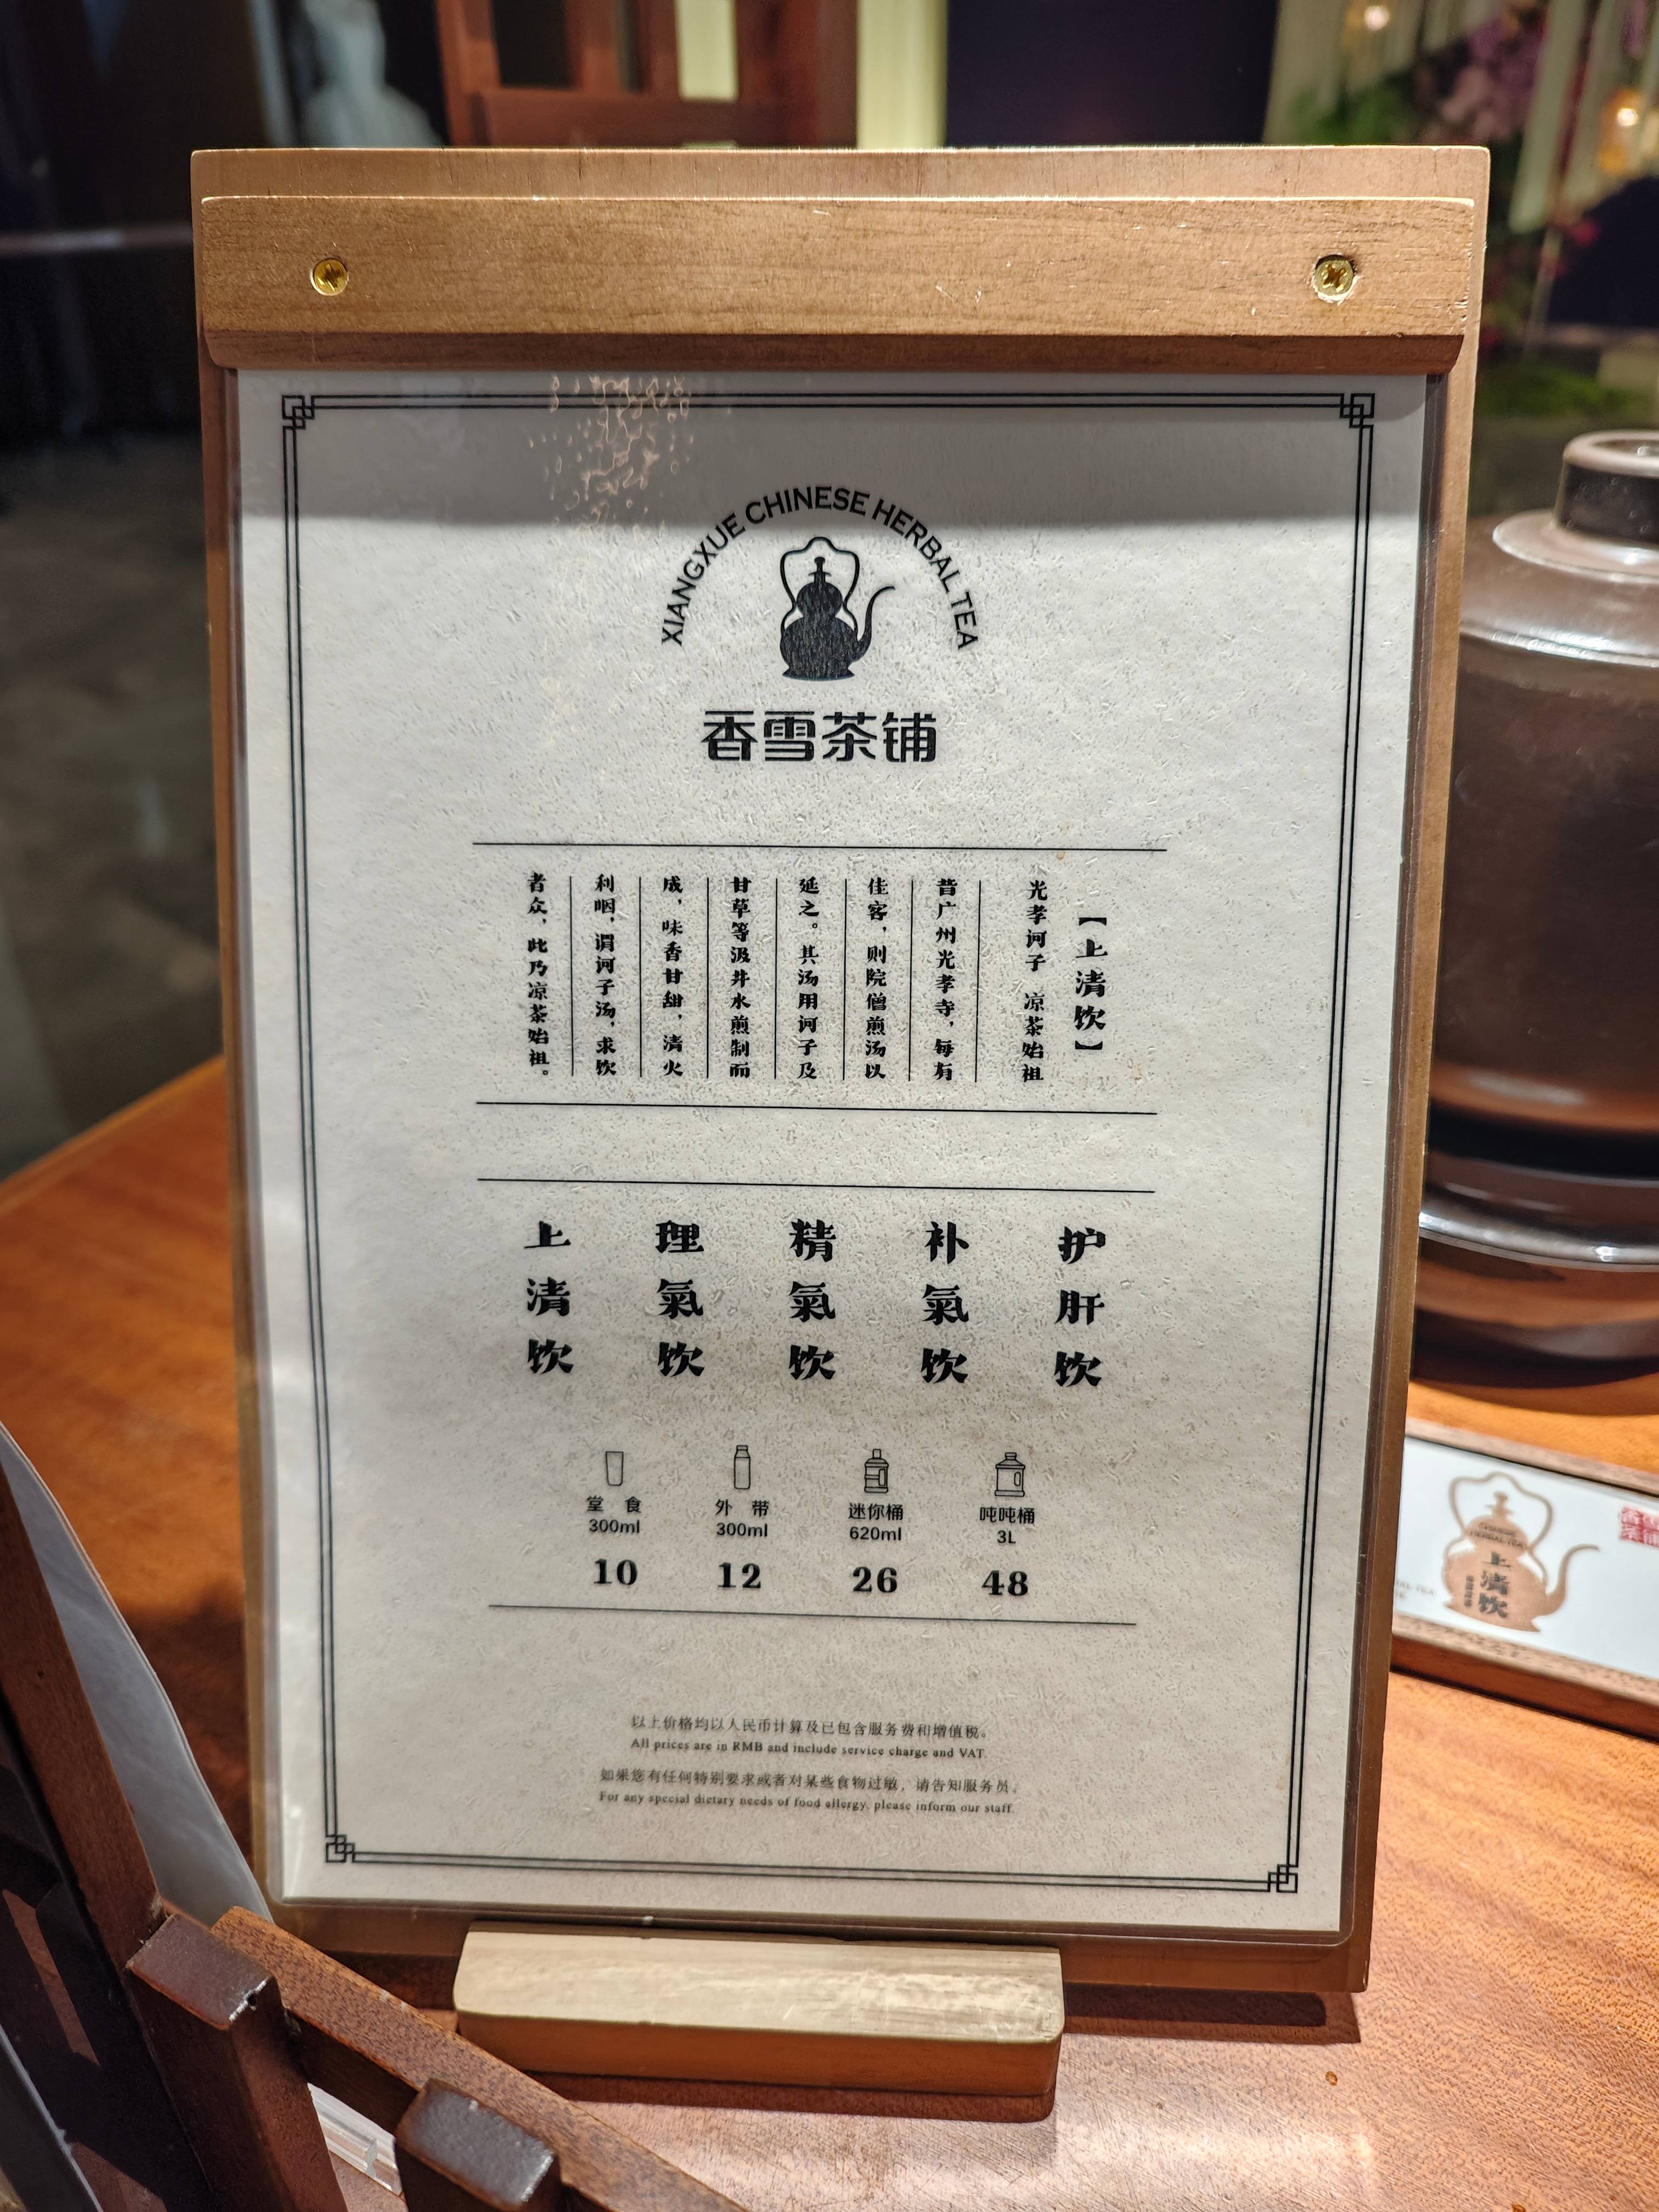 XIANGXUE CHINESE HERBAL TEA
香雪茶铺
【上清饮】
光孝诃子 凉茶始祖
昔广州光孝寺，每有
佳客，则院僧煎汤以
延之。其汤用诃子及
甘草等汲井水煎制而
成，味香甘甜，清火
利咽，谓诃子汤，求饮
者众，此乃凉茶始祖。
上清饮
理氣饮
精氣饮
补氣饮
护肝饮
堂 食 外 带 迷你桶 吨吨桶
300ml 300ml 620ml 3L
10 12 26 48
以上价格均以人民币计算及已包含服务费和增值税。
All prices are in RMB and include service charge and VAT.
如果您有任何特别要求或者对某些食物过敏，请告知服务员。
For any special dietary needs of food allergy, please inform our staff.
CHINESE
HERBAL TEA
上清饮